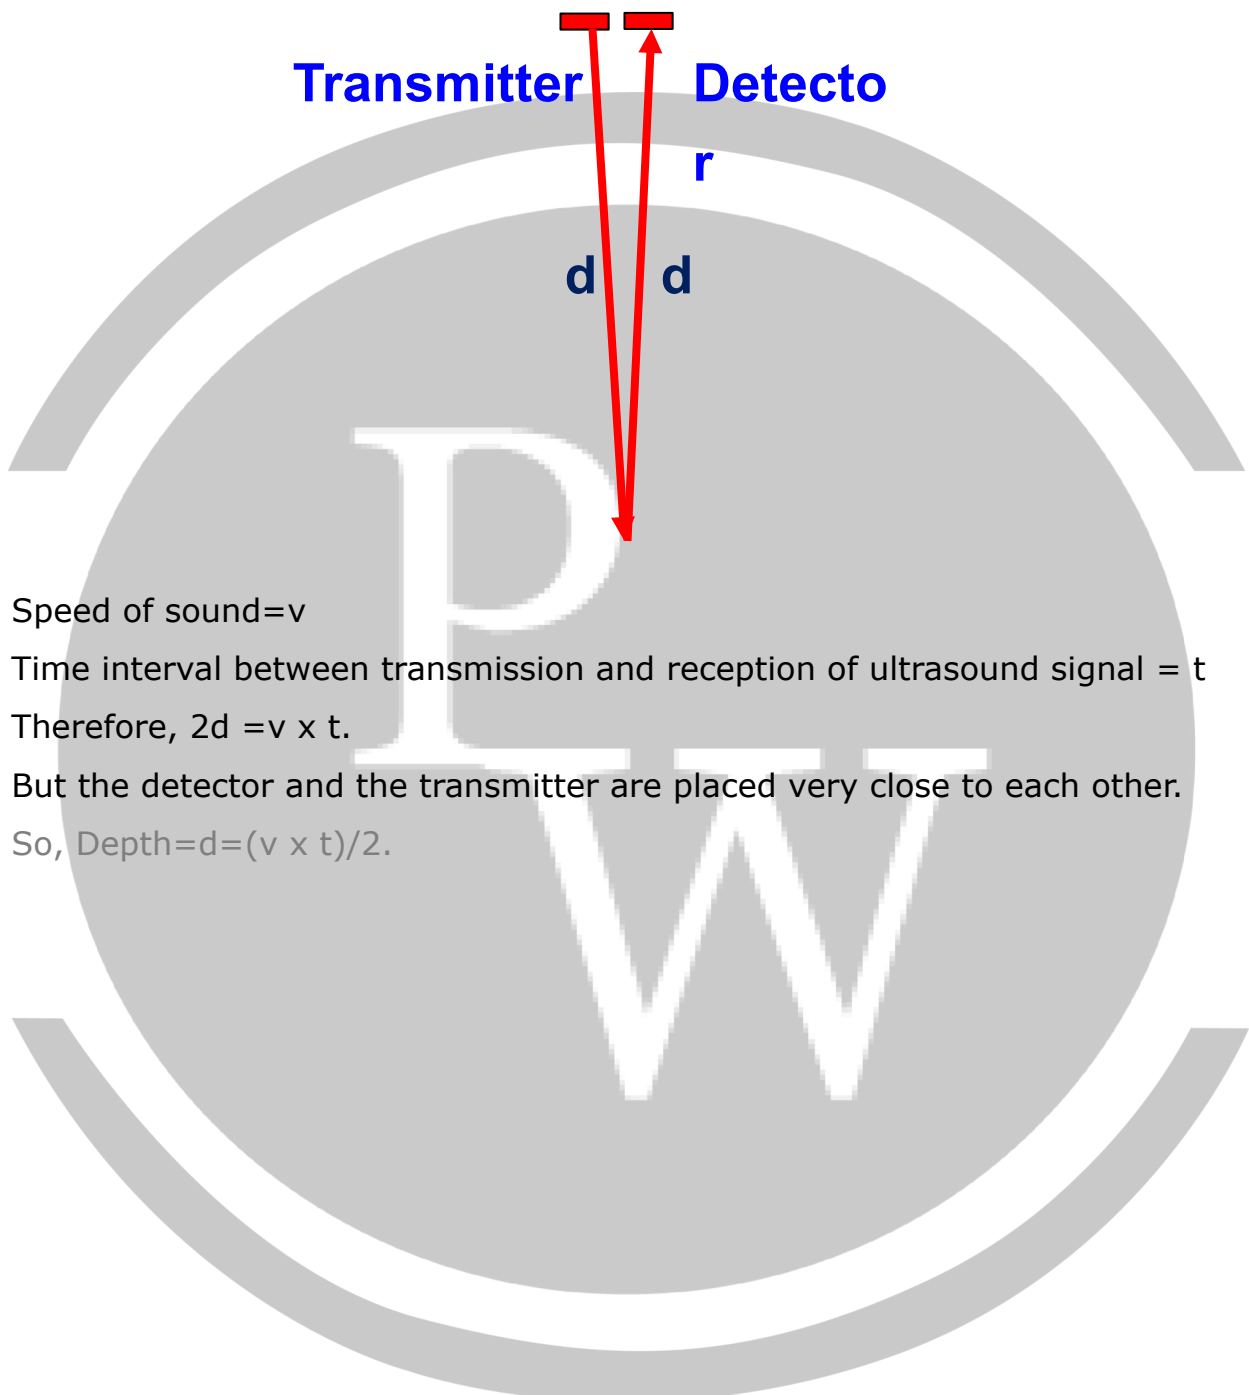 Transmitter
Detecto
r
d
d
P
W
Speed of sound=v
Time interval between transmission and reception of ultrasound signal = t
Therefore, 2d =v x t.
But the detector and the transmitter are placed very close to each other.
So, Depth=d=(v x t)/2.